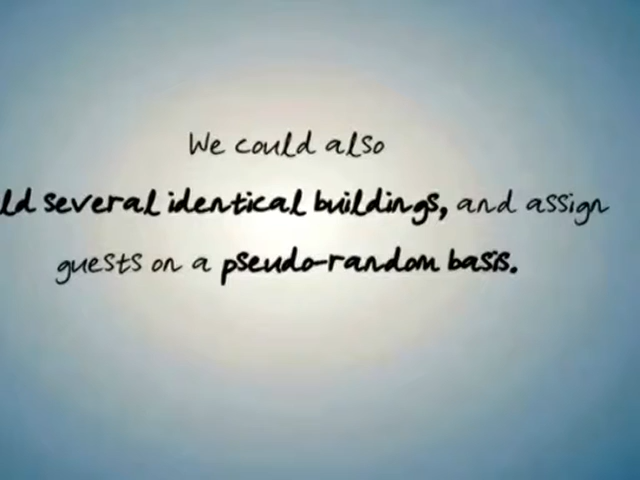 We could also
ld several identical buildings, and assign
guests on a pseudo-random basis.